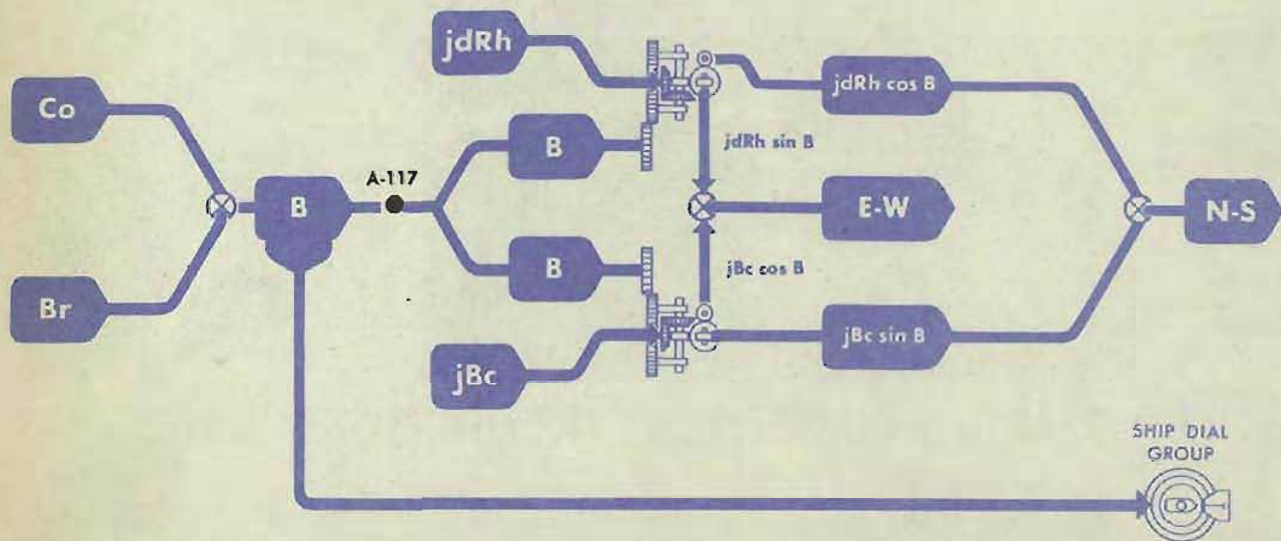 jdRh
Co
jdRh cos B
B
jdRh sin B
A-117
B
E-W
N-S
B
jBc cos B
Br
jBc sin B
jBc
SHIP DIAL
GROUP